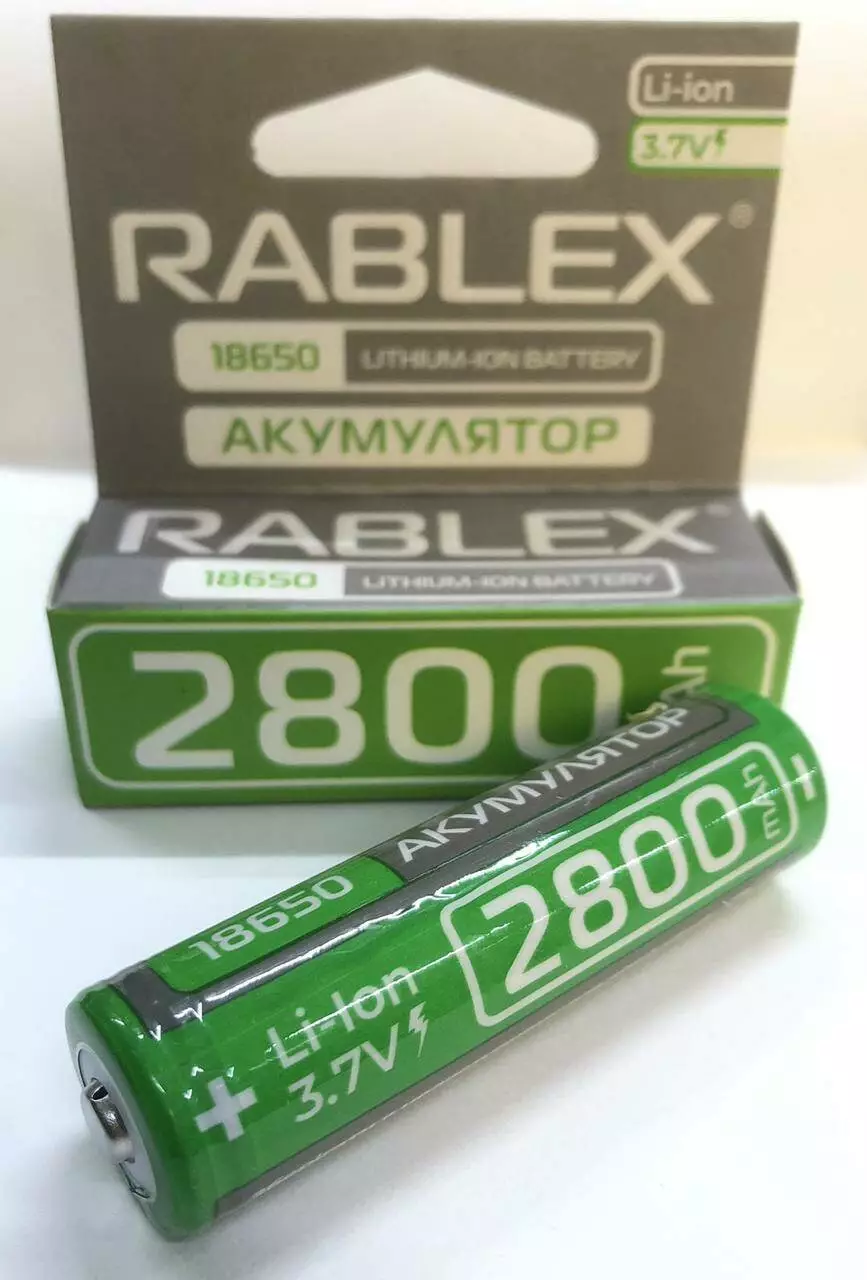 Li-ion
3.7V
RABLEX®
18650 LITHIUM-ION BATTERY
АКУМУЛЯТОР
RABLEX
18650 LITHIUM-ION BATTERY
2800 mAh
18650 АКУМУЛЯТОР
+ Li-Ion
3.7V
2800 mAh
-